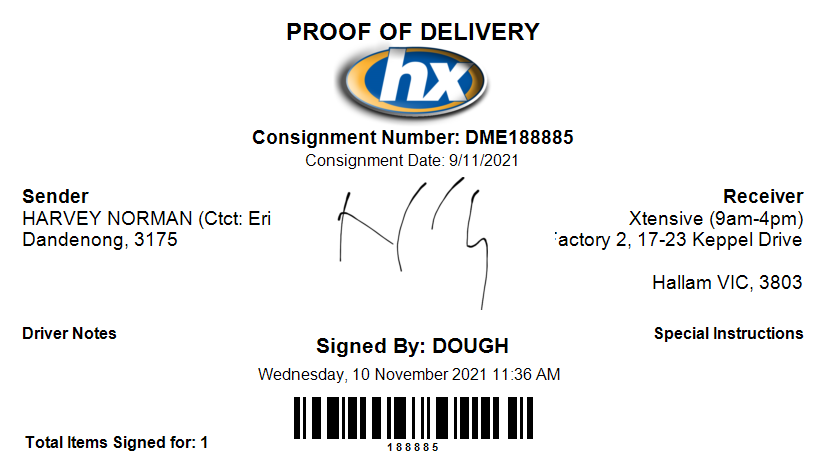 PROOF OF DELIVERY
hx
Consignment Number: DME188885
Consignment Date: 9/11/2021
Sender
HARVEY NORMAN (Ctct: Eri
Dandenong, 3175
Receiver
Xtensive (9am-4pm)
actory 2, 17-23 Keppel Drive
Hallam VIC, 3803
Driver Notes
Special Instructions
Signed By: DOUGH
Wednesday, 10 November 2021 11:36 AM
188885
Total Items Signed for: 1